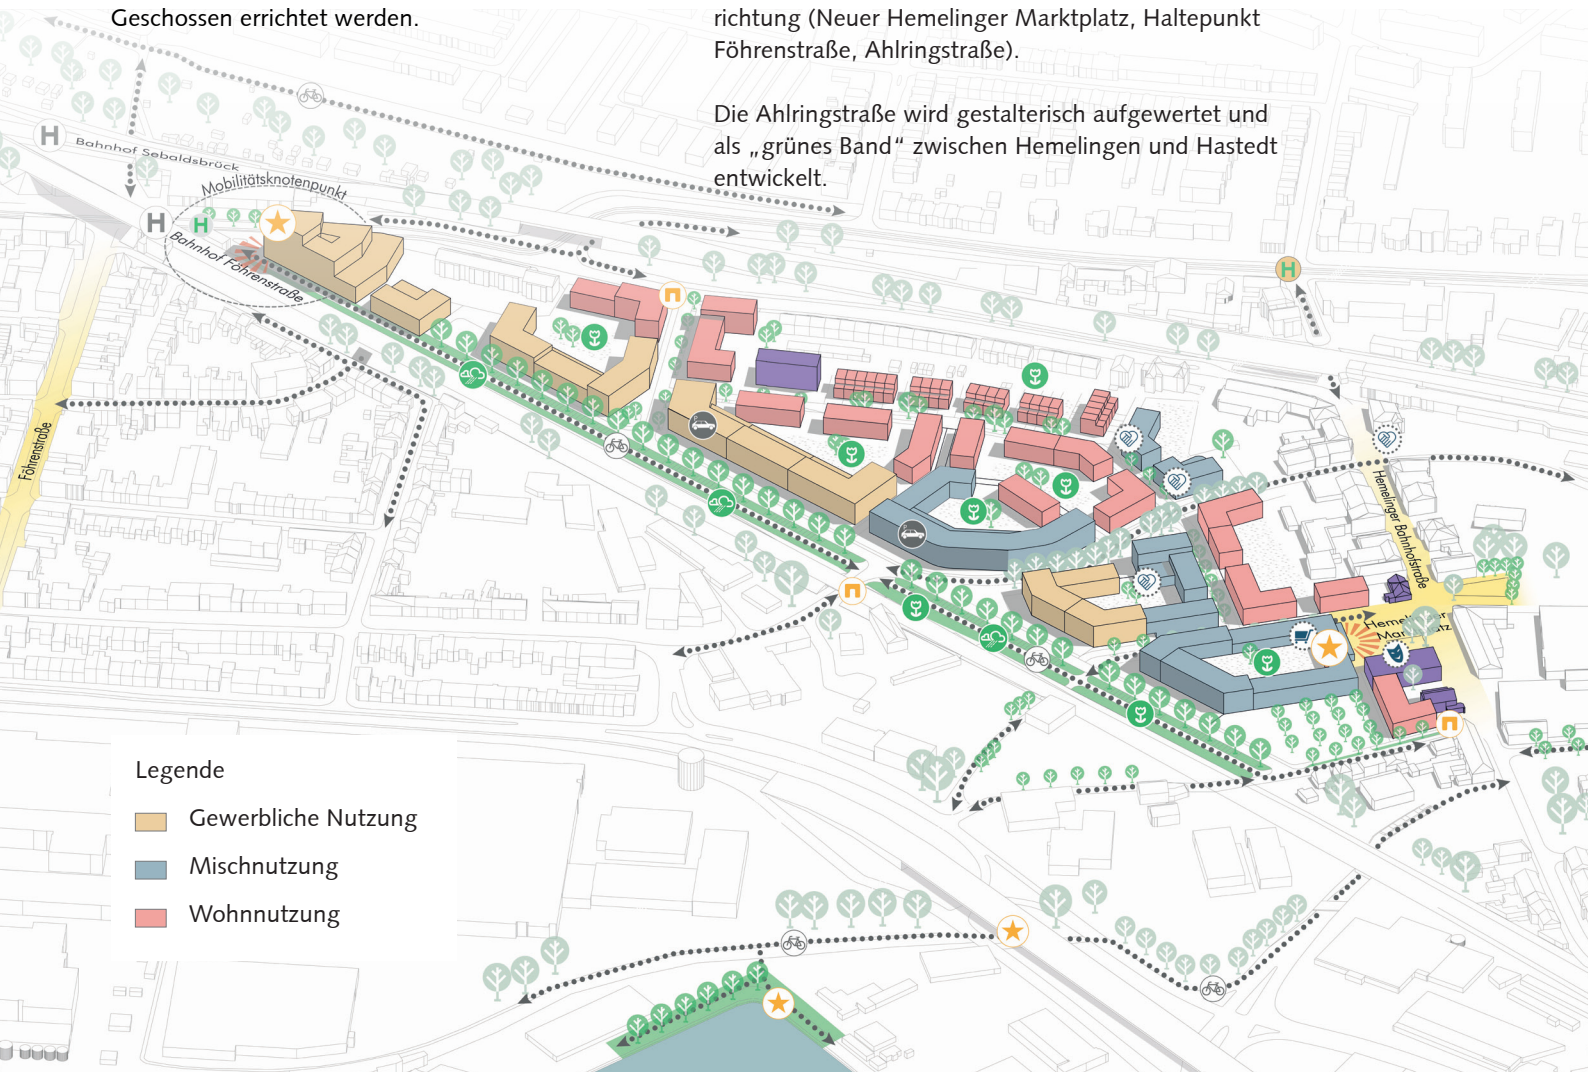 Geschossen errichtet werden.
richtung (Neuer Hemelinger Marktplatz, Haltepunkt
Föhrenstraße, Ahlringstraße).
Die Ahlringstraße wird gestalterisch aufgewertet und
als „grünes Band“ zwischen Hemelingen und Hastedt
entwickelt.
H
Bahnhof Sebaldsbrück
Mobilitätsknotenpunkt
H
H
Bahnhof Föhrenstraße
H
Föhrenstraße
Hemelinger Bahnhofstraße
Legende
Gewerbliche Nutzung
Mischnutzung
Wohnnutzung